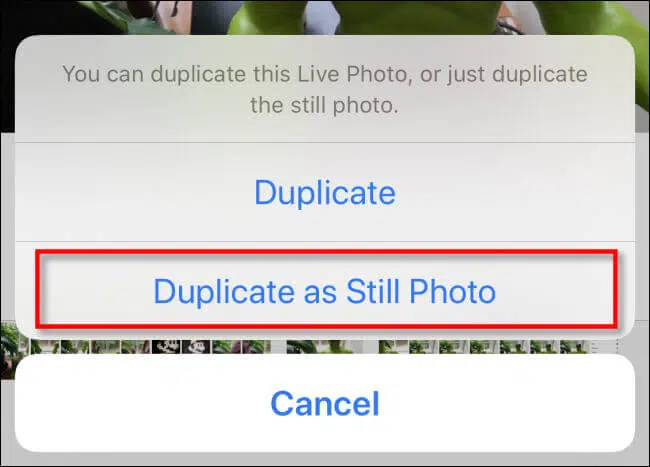 You can duplicate this Live Photo, or just duplicate
the still photo.
Duplicate
Duplicate as Still Photo
Cancel